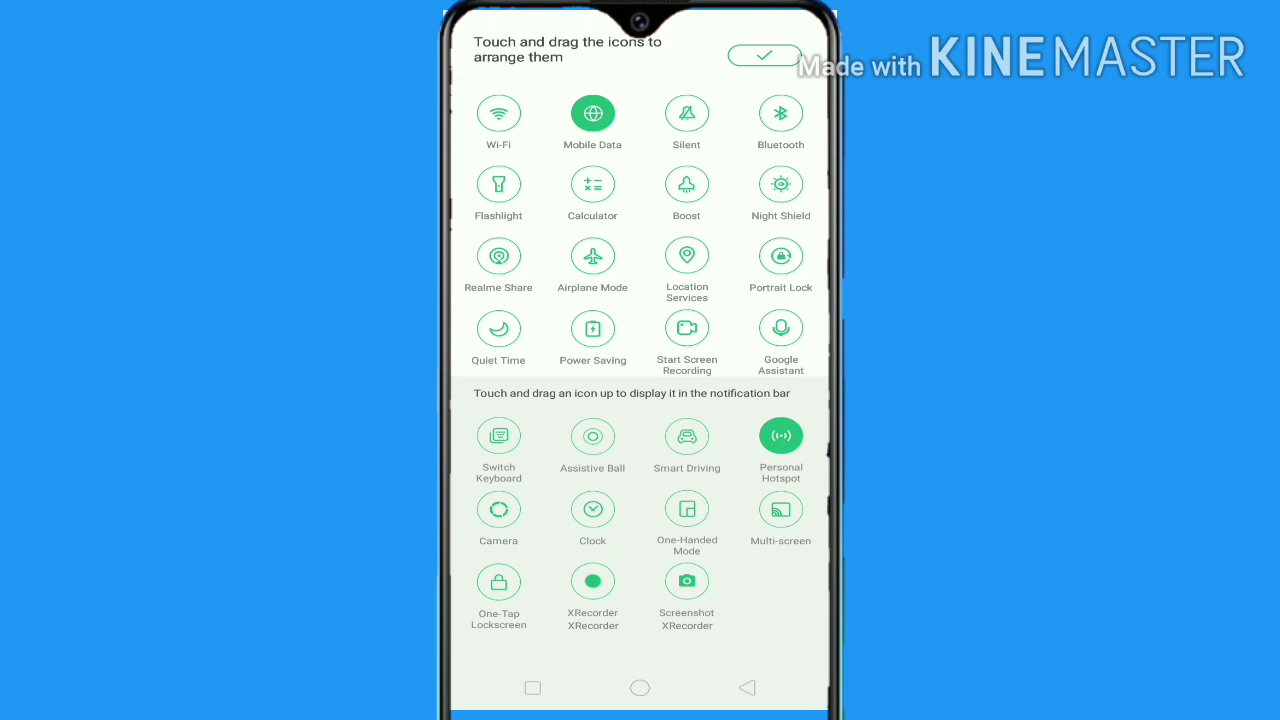 Touch and drag the icons to
arrange them
Made with KINEMASTER
Wi-Fi
Mobile Data
Silent
Bluetooth
Flashlight
Calculator
Boost
Night Shield
Realme Share
Airplane Mode
Location
Services
Portrait Lock
Quiet Time
Power Saving
Start Screen
Recording
Google
Assistant
Touch and drag an icon up to display it in the notification bar
Switch
Keyboard
Assistive Ball
Smart Driving
Personal
Hotspot
Camera
Clock
One-Handed
Mode
Multi-screen
One-Tap
Lockscreen
XRecorder
XRecorder
Screenshot
XRecorder